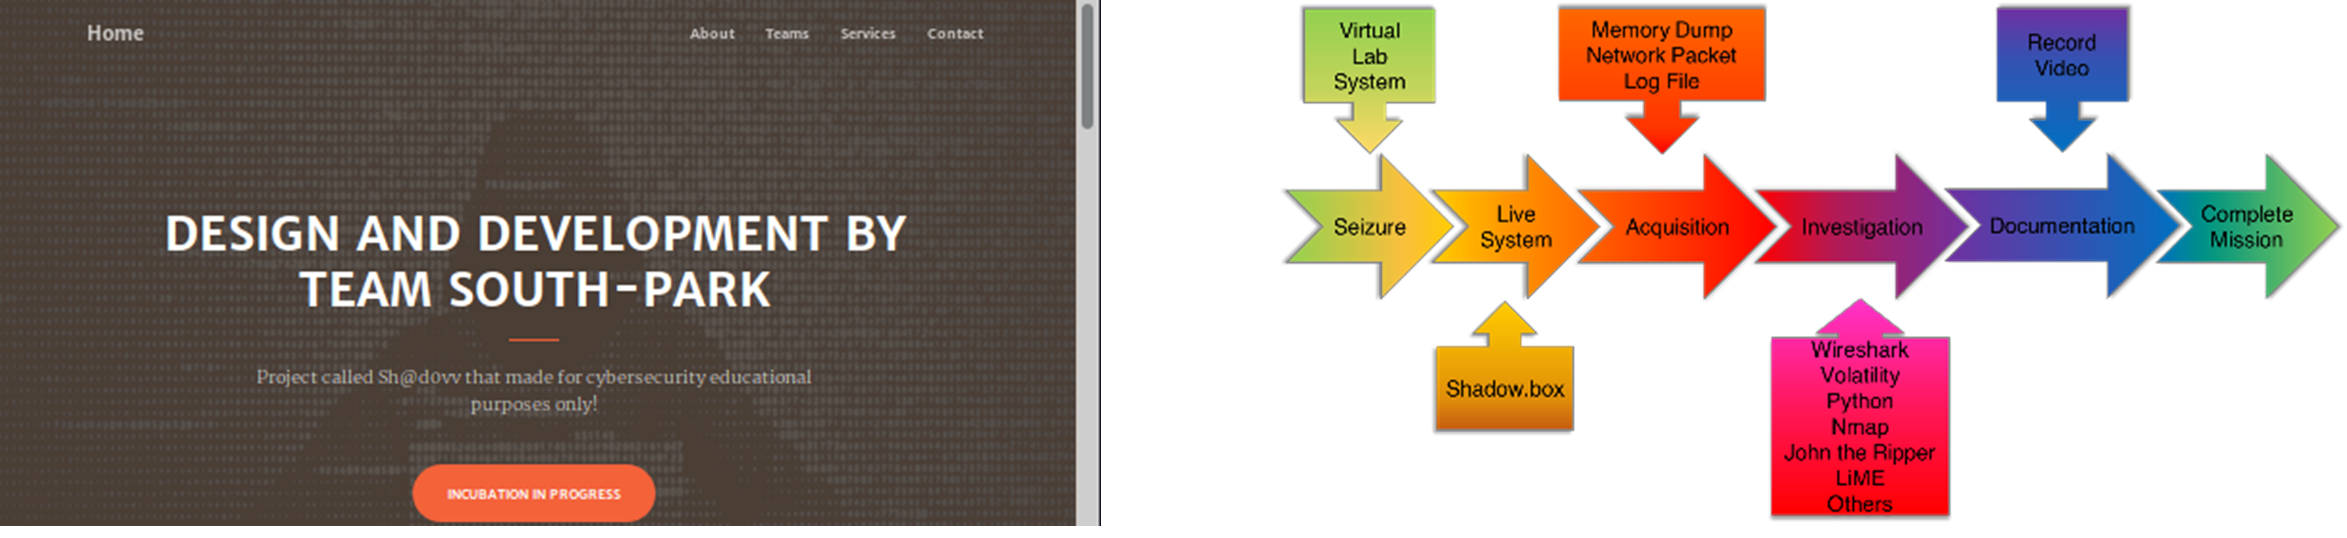 Home
About Teams Services Contact
DESIGN AND DEVELOPMENT BY
TEAM SOUTH-PARK
Project called Sh@d0vv that made for cybersecurity educational
purposes only!
INCUBATION IN PROGRESS
Virtual
Lab
System
Memory Dump
Network Packet
Log File
Record
Video
Seizure
Live
System
Acquisition
Investigation
Documentation
Complete
Mission
Shadow.box
Wireshark
Volatility
Python
Nmap
John the Ripper
LiME
Others